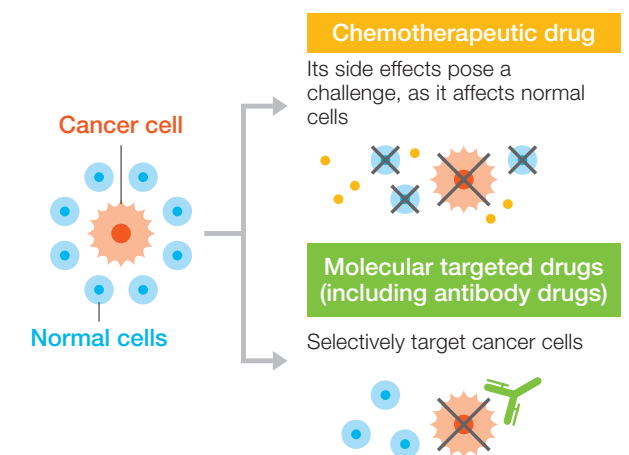 Chemotherapeutic drug
Its side effects pose a
challenge, as it affects normal
cells
Cancer cell
Normal cells
Molecular targeted drugs
(including antibody drugs)
Selectively target cancer cells